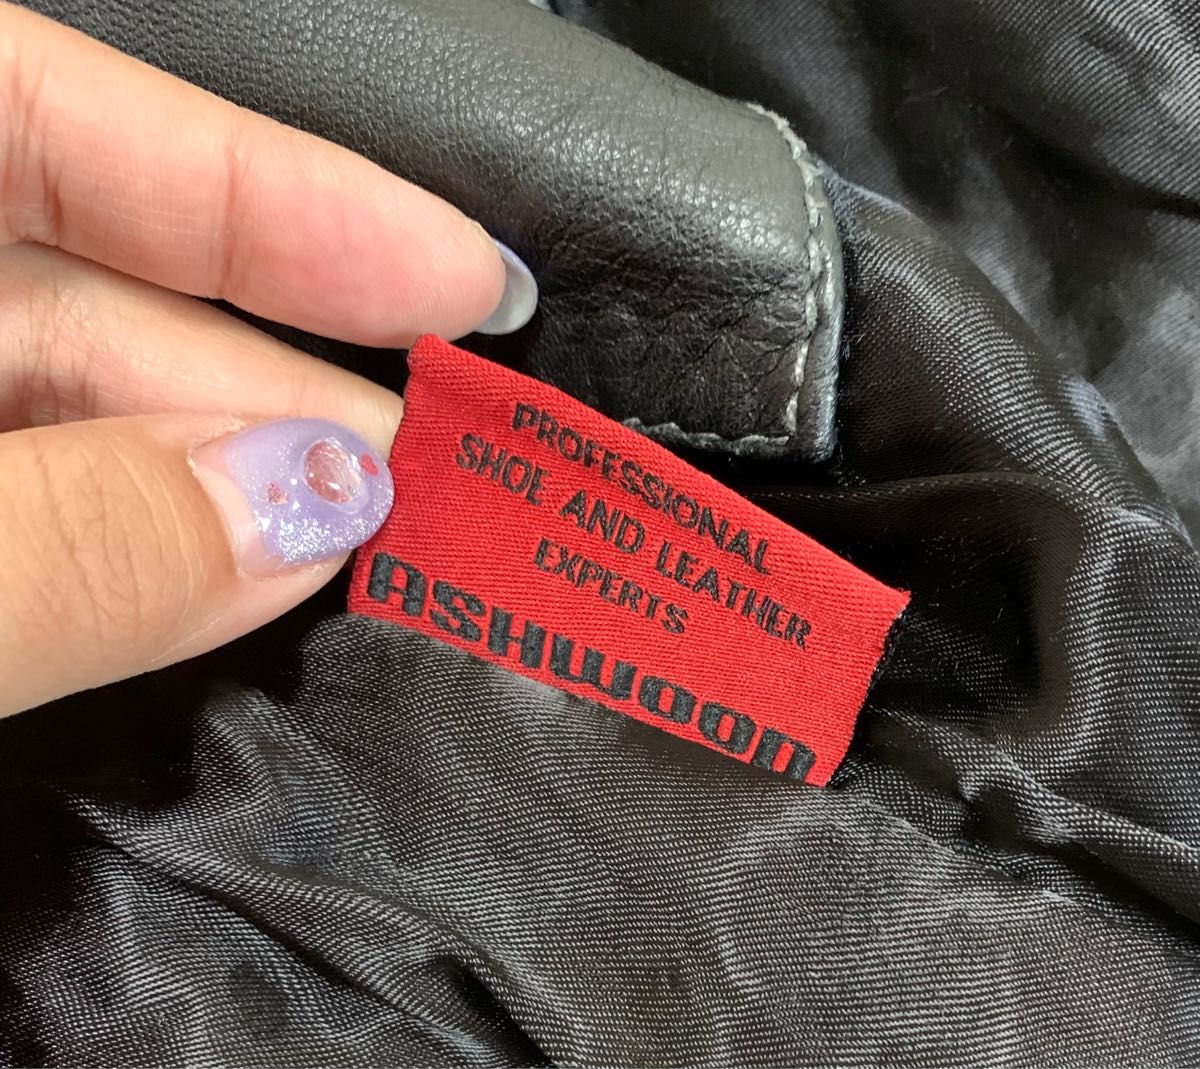 PROFESSIONAL
SHOE AND LEATHER
EXPERTS
ASHWOOD